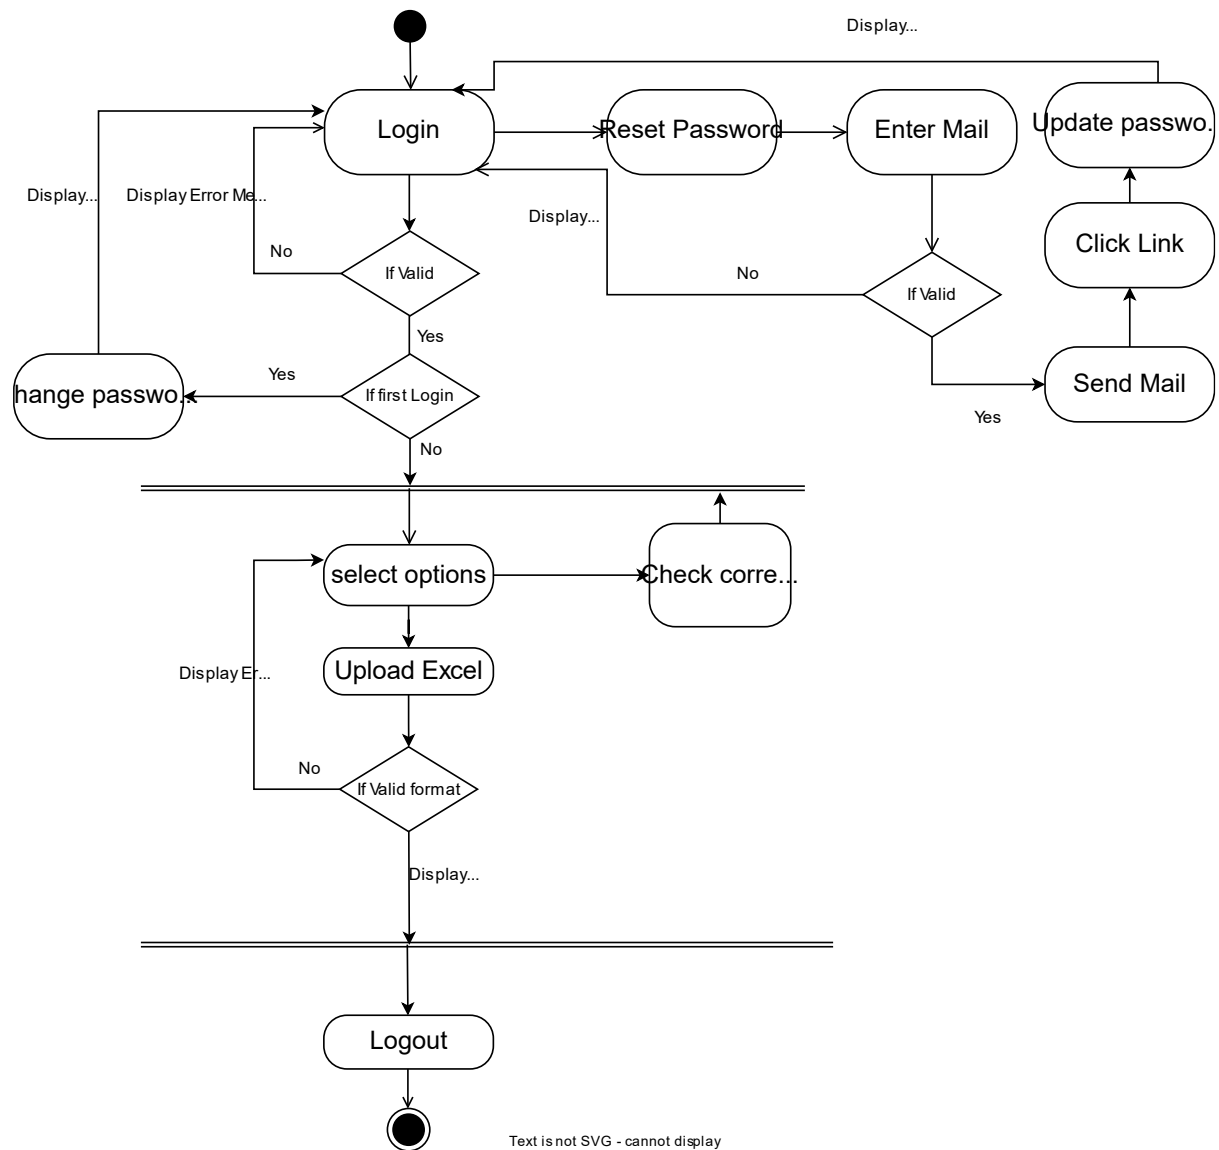 Display...
Login
Reset Password
Enter Mail
Update passwo...
Display...
Display Error Me...
Display...
Click Link
No
If Valid
No
If Valid
Yes
Yes
hange passwo...
If first Login
Send Mail
Yes
No
select options
Check corre...
Upload Excel
Display Er...
No
If Valid format
Display...
Logout
Text is not SVG - cannot display